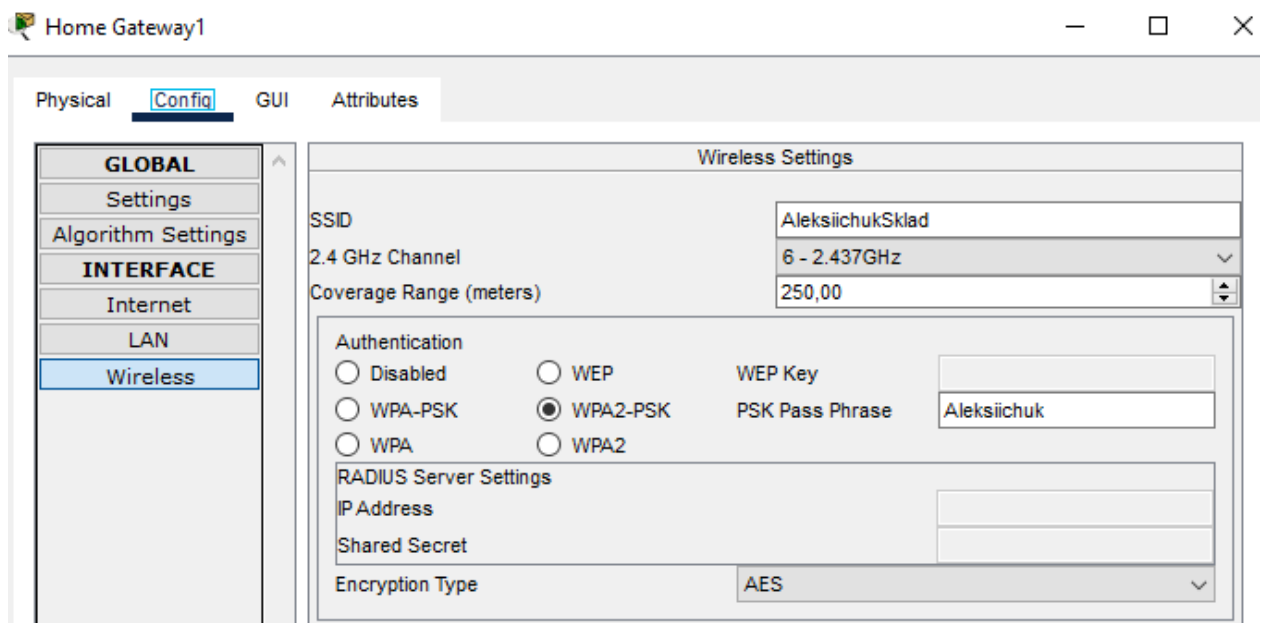 Home Gateway1
Physical Config GUI Attributes
GLOBAL
Settings
Algorithm Settings
INTERFACE
Internet
LAN
Wireless
Wireless Settings
SSID AleksiichukSklad
2.4 GHz Channel 6 - 2.437GHz
Coverage Range (meters) 250,00
Authentication
Disabled WEP WEP Key
WPA-PSK WPA2-PSK PSK Pass Phrase Aleksiichuk
WPA WPA2
RADIUS Server Settings
IP Address
Shared Secret
Encryption Type AES